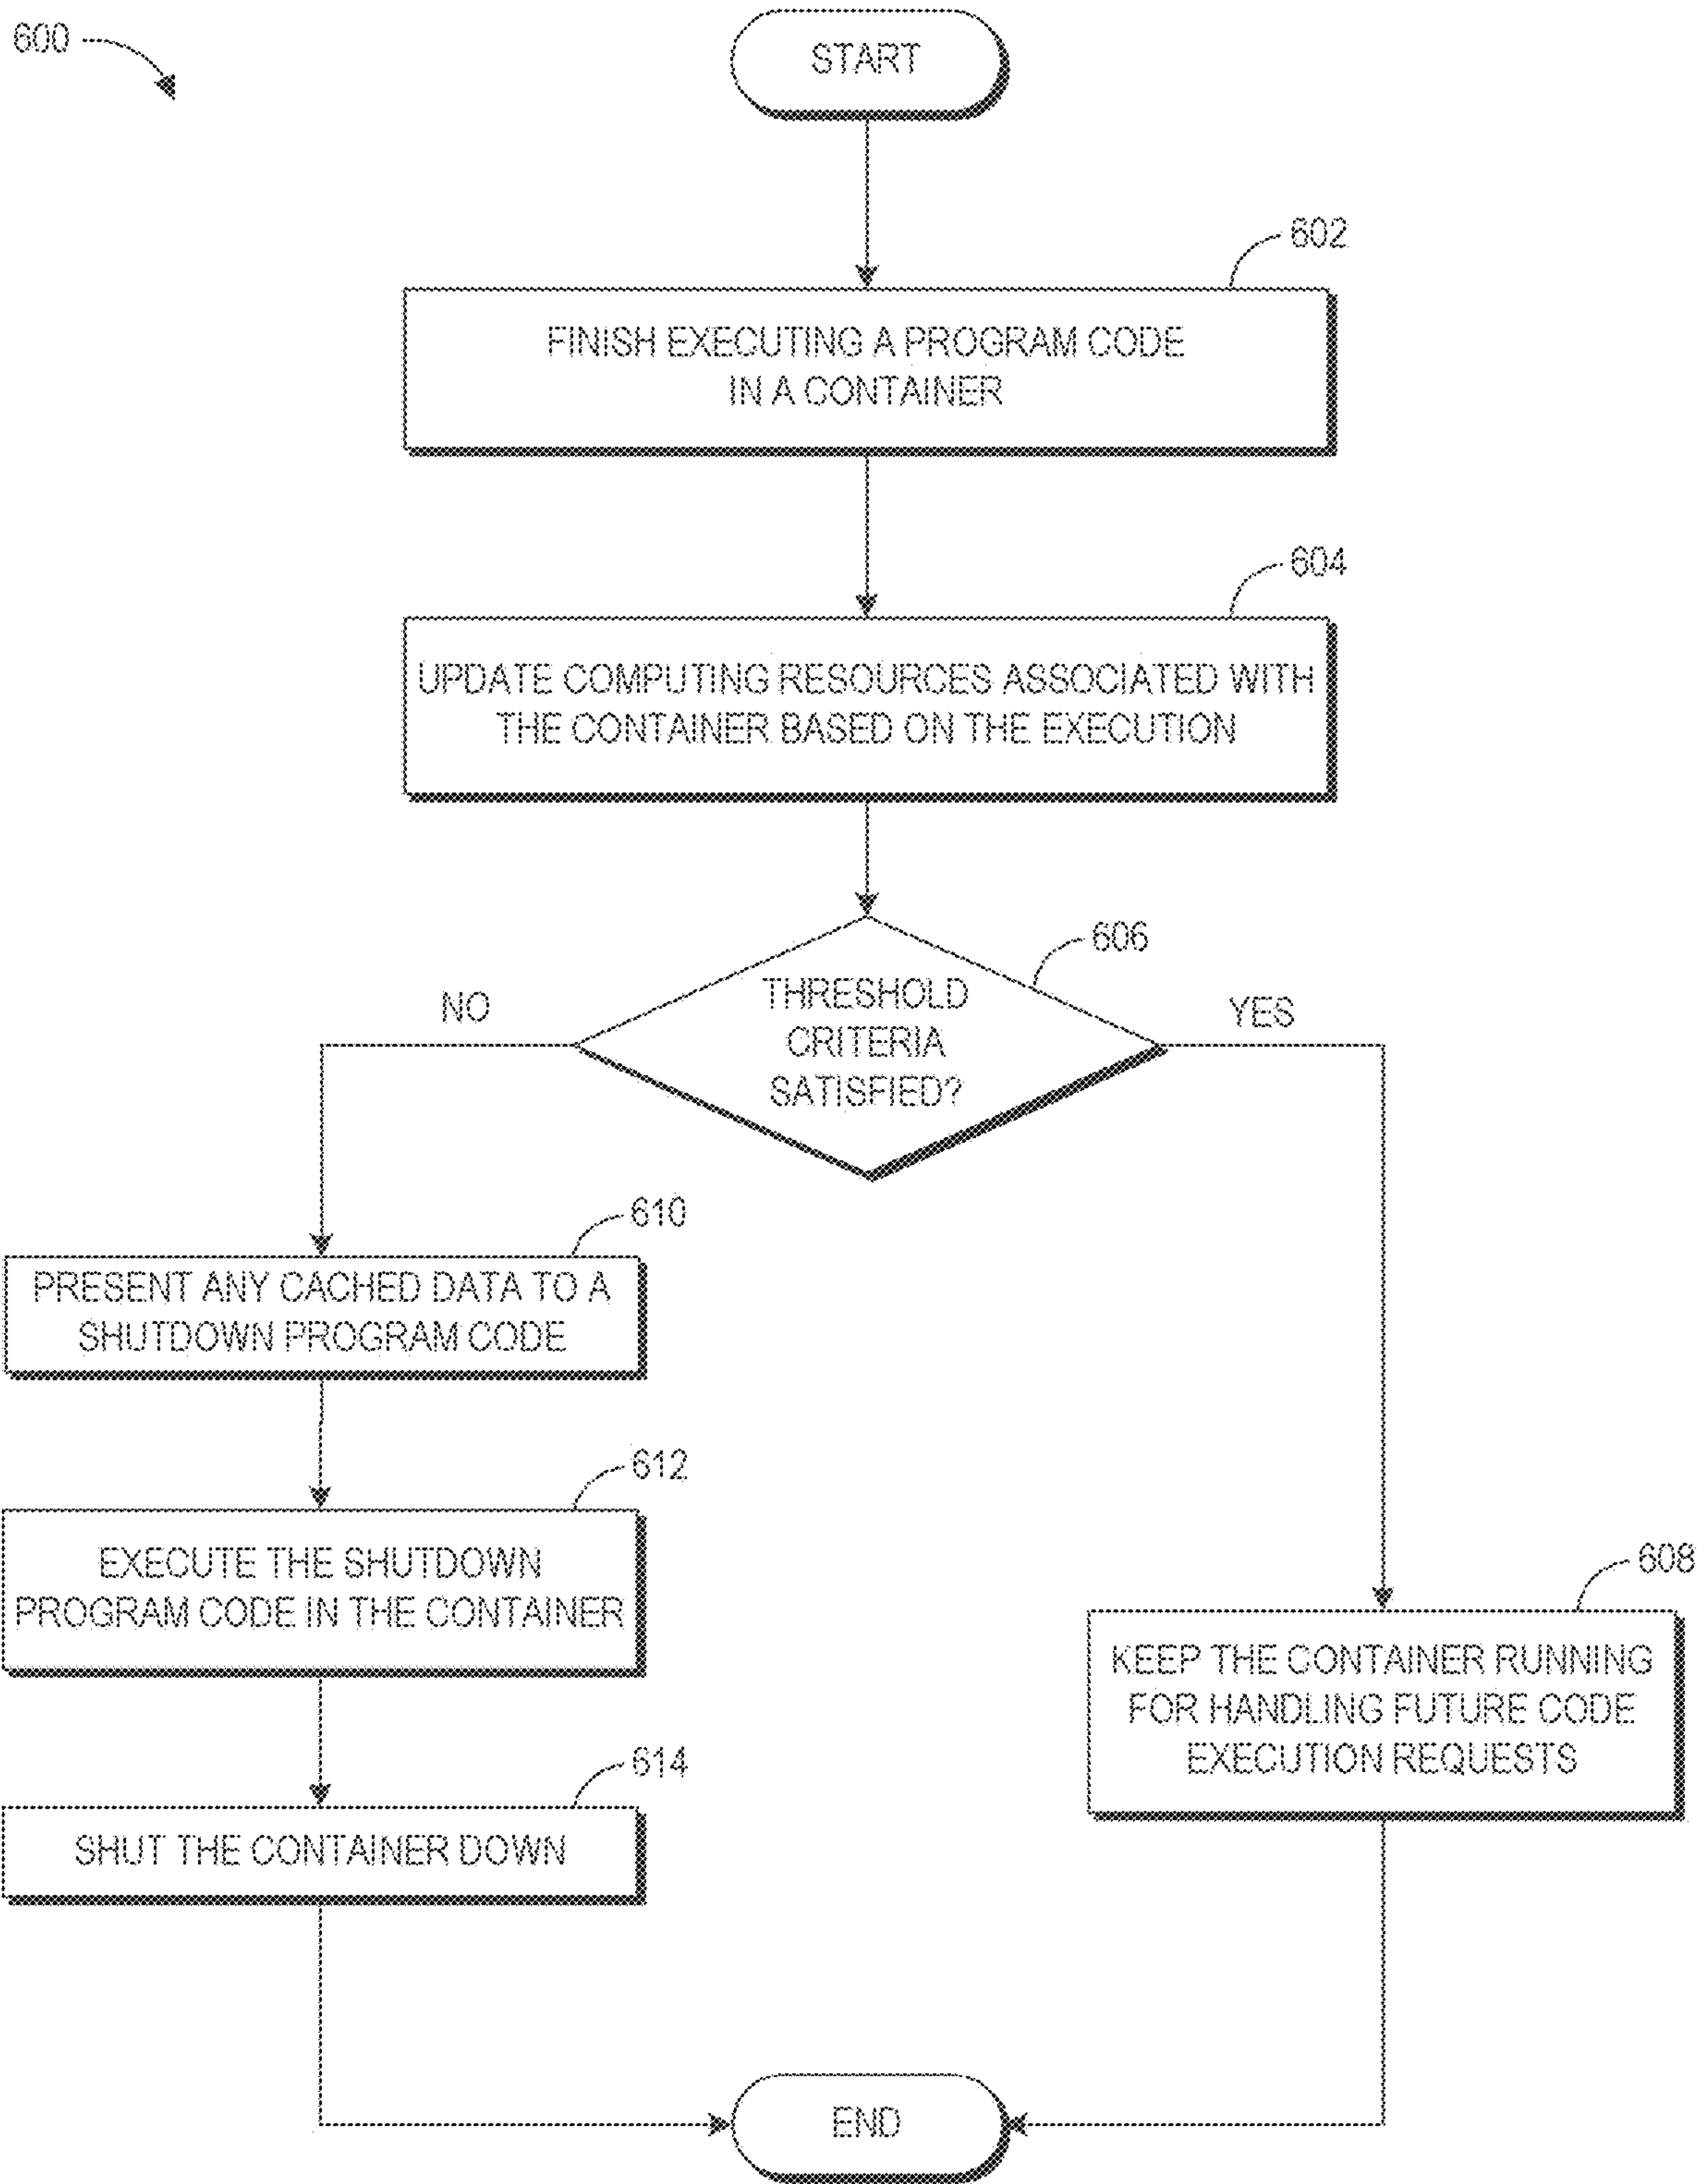 600
START
602
FINISH EXECUTING A PROGRAM CODE
IN A CONTAINER
604
UPDATE COMPUTING RESOURCES ASSOCIATED WITH
THE CONTAINER BASED ON THE EXECUTION
606
THRESHOLD
CRITERIA
SATISFIED?
NO
YES
610
PRESENT ANY CACHED DATA TO A
SHUTDOWN PROGRAM CODE
612
EXECUTE THE SHUTDOWN
PROGRAM CODE IN THE CONTAINER
614
SHUT THE CONTAINER DOWN
608
KEEP THE CONTAINER RUNNING
FOR HANDLING FUTURE CODE
EXECUTION REQUESTS
END